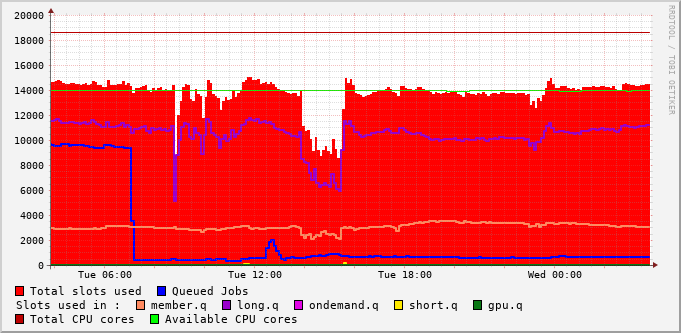 20000
18000
16000
14000
12000
10000
8000
6000
4000
2000
0
Tue 06:00 Tue 12:00 Tue 18:00 Wed 00:00
RRDTOOL / TOBI OETIKER
Total slots used Queued Jobs
Slots used in : member.q long.q ondemand.q short.q gpu.q
Total CPU cores Available CPU cores